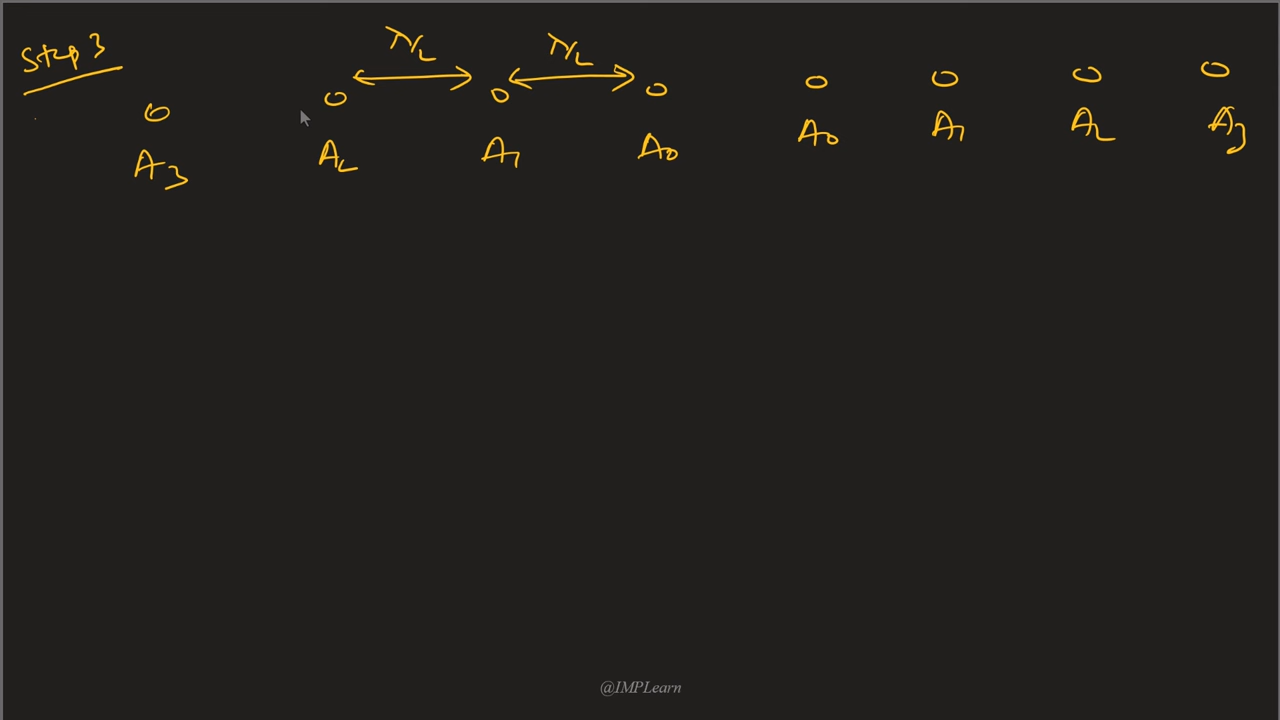 Step 3
λ/2 λ/2
A3 A2 A1 A0 A0 A1 A2 A3
@IMPLearn